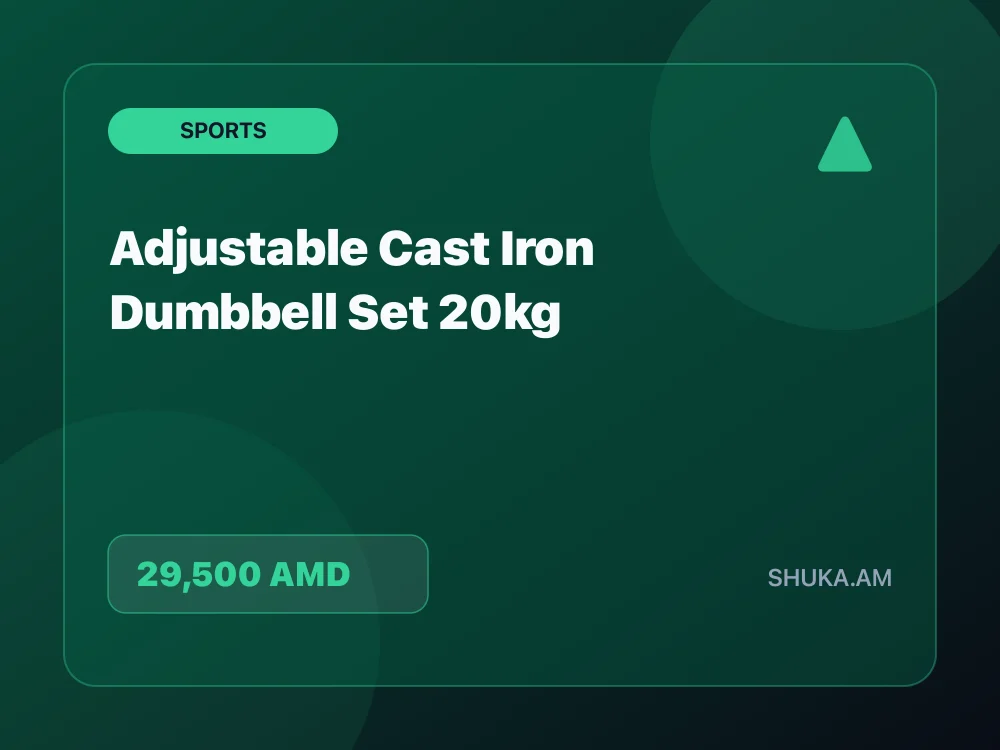 SPORTS
Adjustable Cast Iron
Dumbbell Set 20kg
29,500 AMD
SHUKA.AM